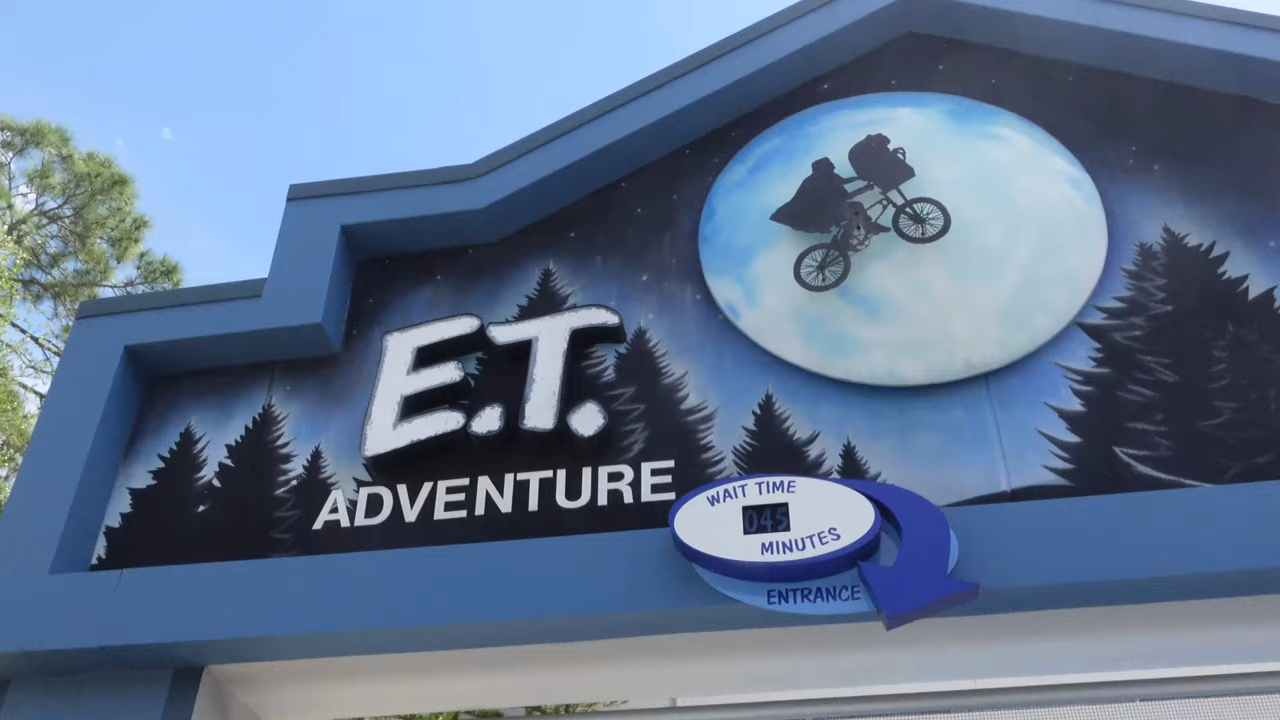 E.T.
ADVENTURE
WAIT TIME
045
MINUTES
ENTRANCE